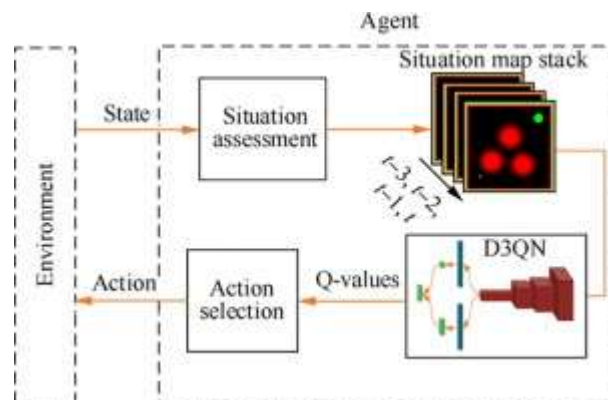 Agent
Situation map stack
State
Situation
assessment
t−3, t−2,
t−1, t
Environment
D3QN
Q-values
Action
Action
selection